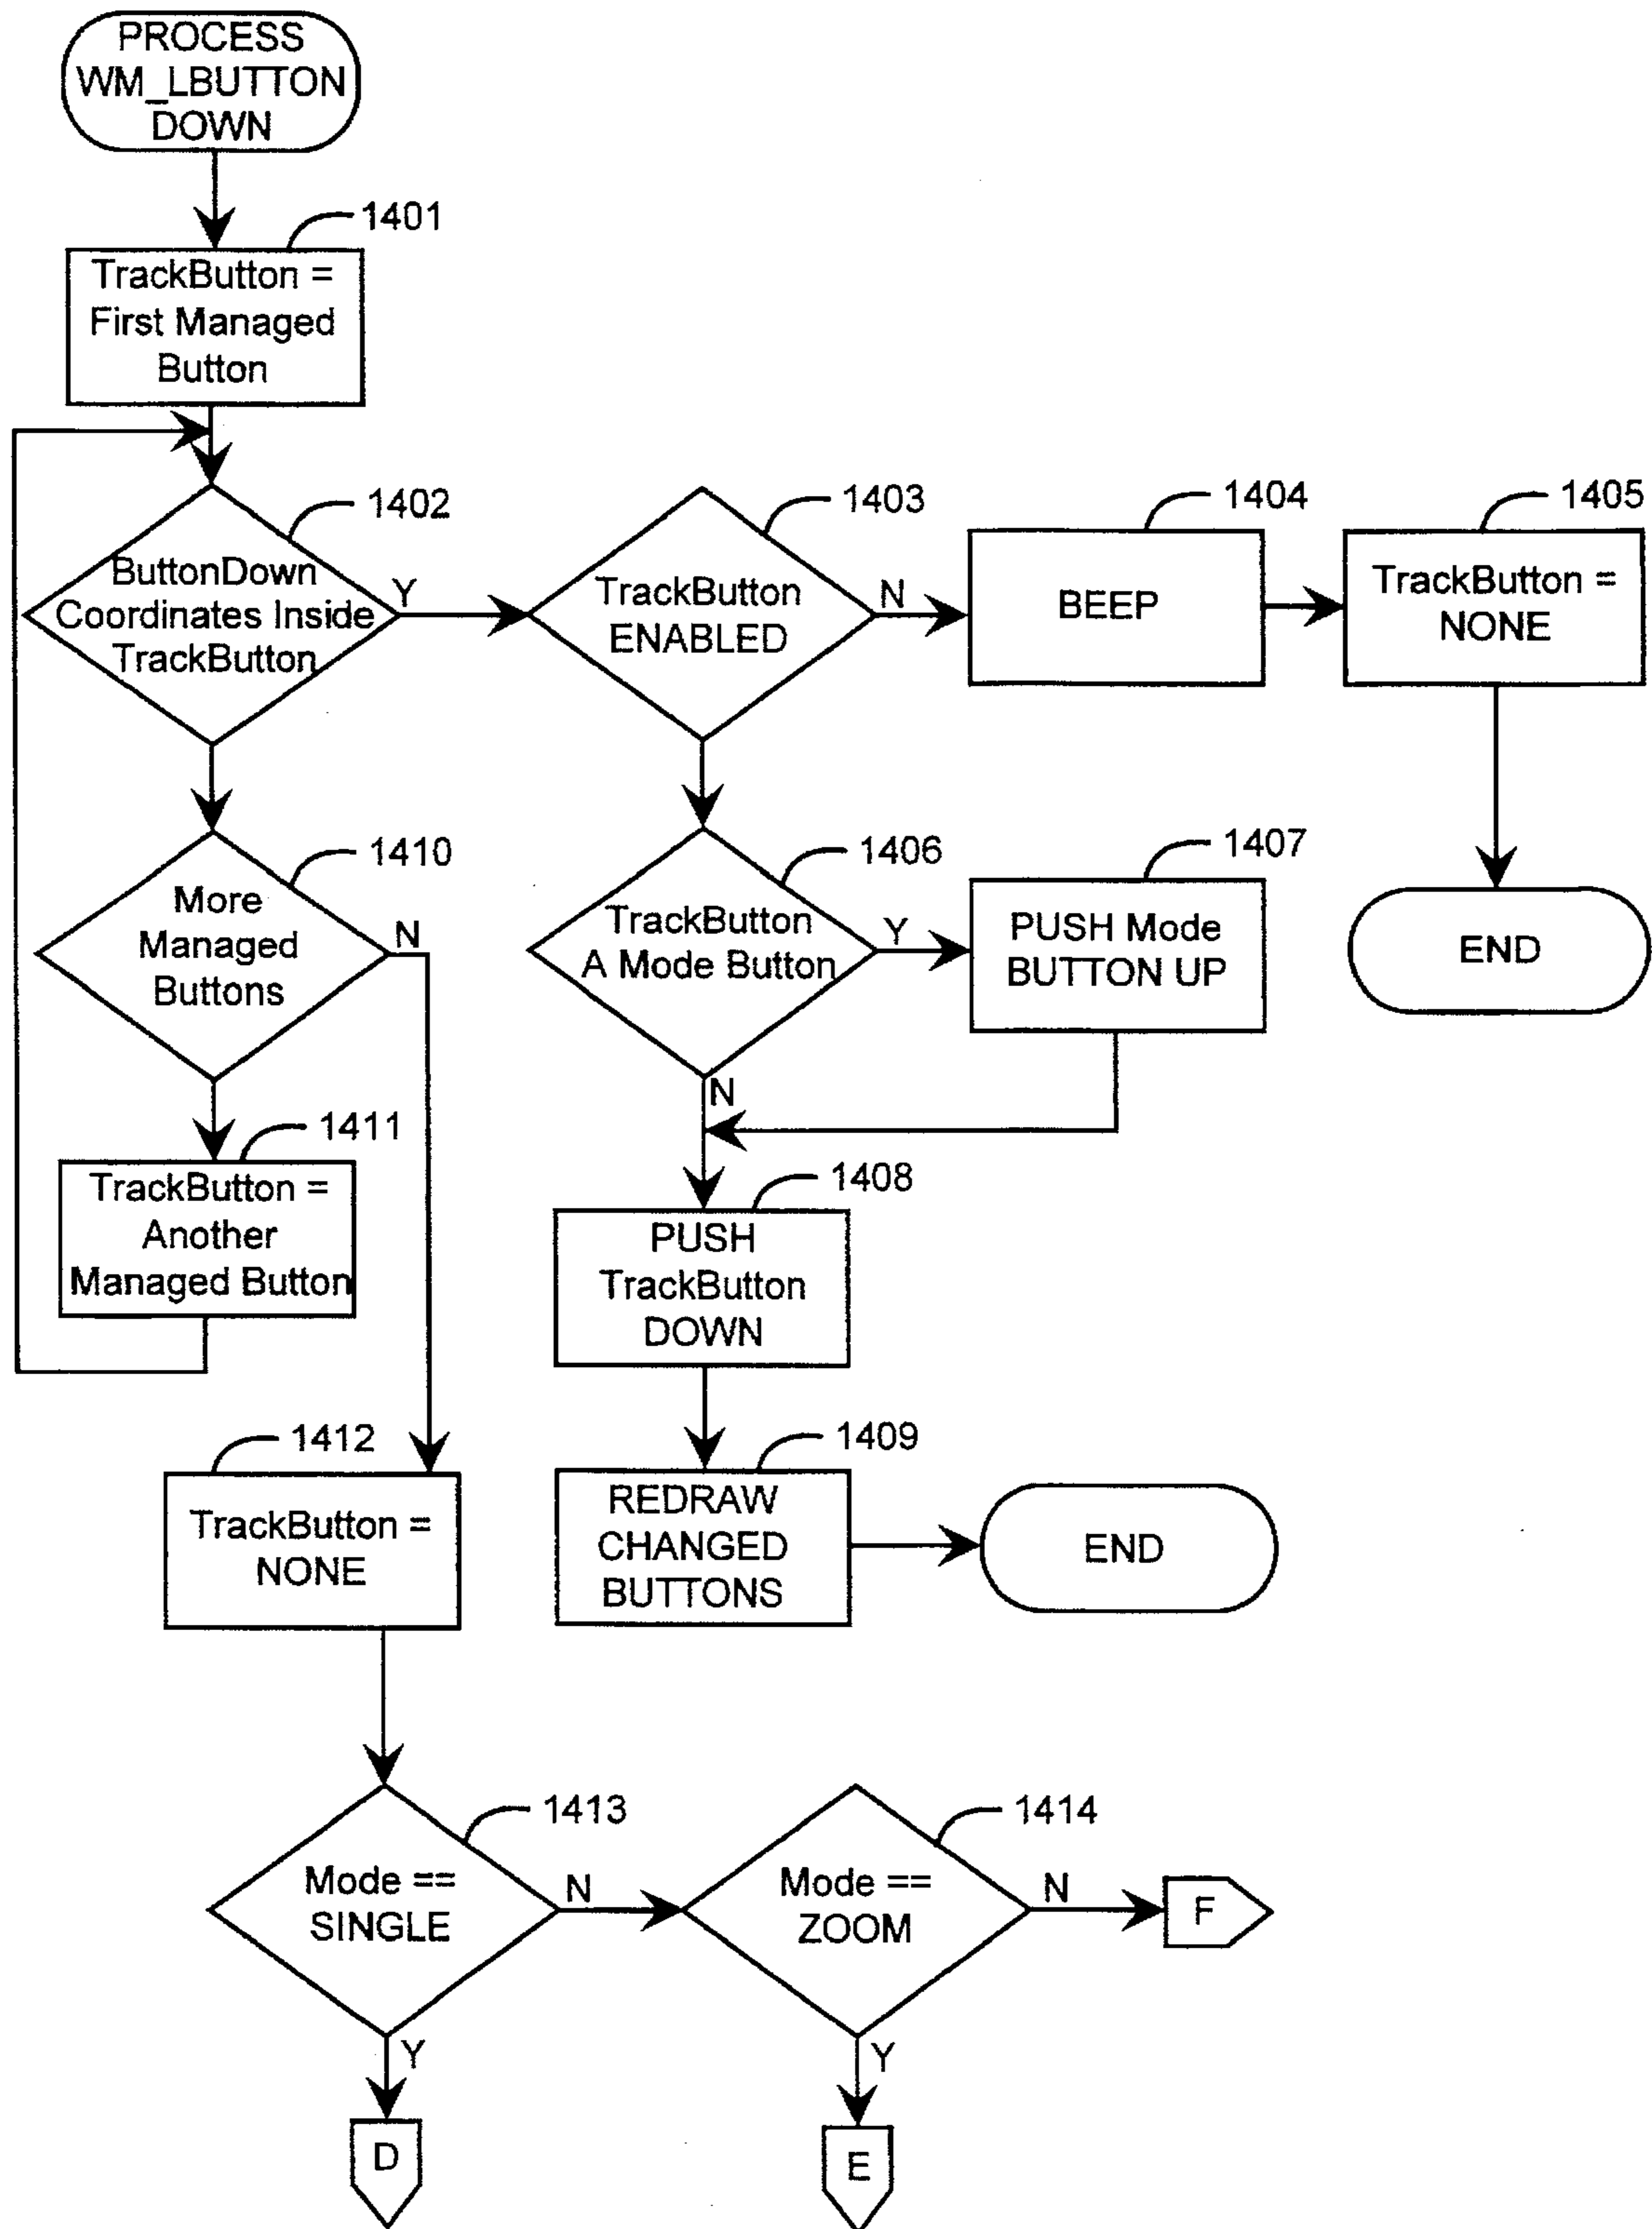 PROCESS
WM_LBUTTON
DOWN
1401
TrackButton =
First Managed
Button
1402
ButtonDown
Coordinates Inside
TrackButton
Y
1403
TrackButton
ENABLED
N
1404
BEEP
1405
TrackButton =
NONE
END
1410
More
Managed
Buttons
N
1406
TrackButton
A Mode Button
Y
N
1407
PUSH Mode
BUTTON UP
1411
TrackButton =
Another
Managed Button
1408
PUSH
TrackButton
DOWN
1412
TrackButton =
NONE
1409
REDRAW
CHANGED
BUTTONS
END
1413
Mode ==
SINGLE
N
Y
1414
Mode ==
ZOOM
N
Y
F
D
E